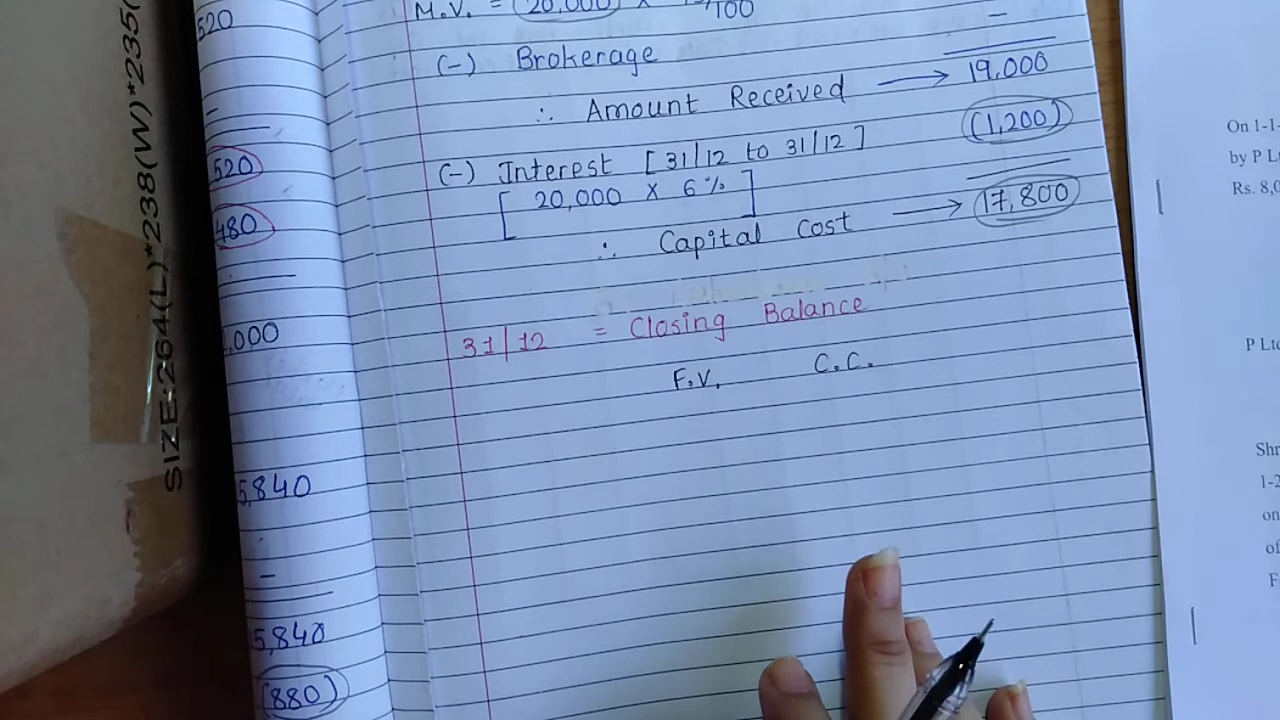 520
-
520
480
,000
5,840
-
5,840
(880)
SIZE:264(L)*238(W)*235(
M.V. = 20,000 ×
100
(-) Brokerage -
∴ Amount Received → 19,000
(-) Interest [31/12 to 31/12] (1,200)
[20,000 × 6%]
∴ Capital Cost → 17,800
31/12 = Closing Balance
F.V. C.C.
On 1-1-
by P Lt
Rs. 8,0
P Ltd
Shr
1-2
on
of
F